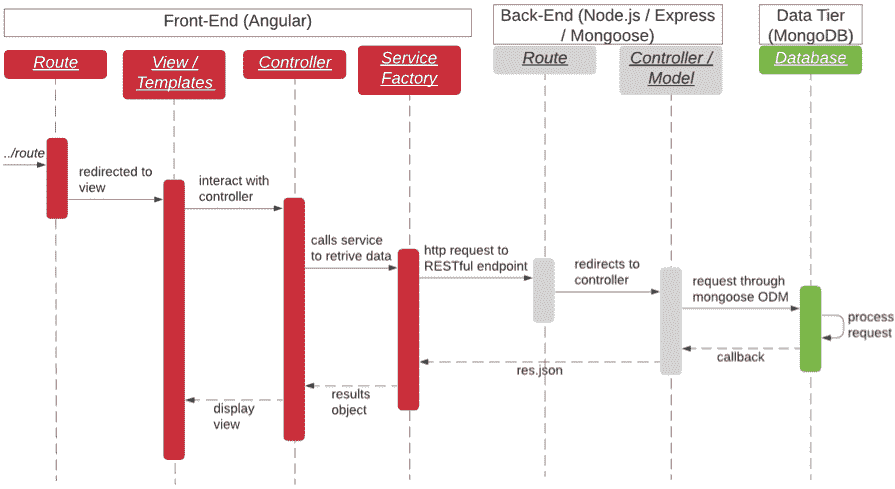 Front-End (Angular)
Back-End (Node.js / Express
/ Mongoose)
Data Tier
(MongoDB)
Route
View /
Templates
Controller
Service
Factory
Route
Controller /
Model
Database
../route
redirected to
view
interact with
controller
calls service
to retrive data
http request to
RESTful endpoint
redirects to
controller
request through
mongoose ODM
process
request
callback
res.json
results
object
display
view